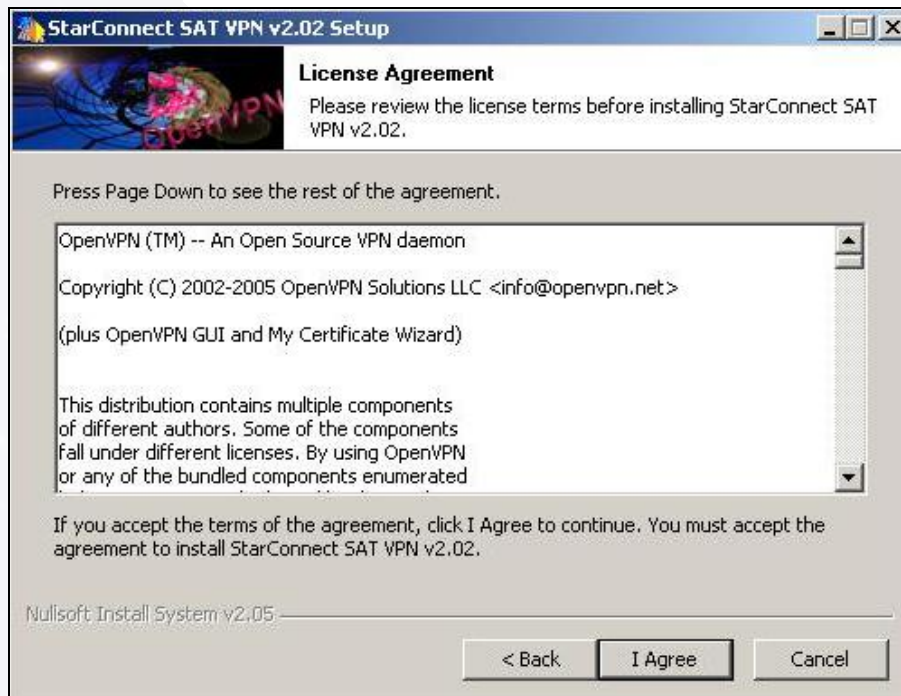 StarConnect SAT VPN v2.02 Setup
OpenVPN
License Agreement
Please review the license terms before installing StarConnect SAT
VPN v2.02.
Press Page Down to see the rest of the agreement.
OpenVPN (TM) -- An Open Source VPN daemon
Copyright (C) 2002-2005 OpenVPN Solutions LLC <info@openvpn.net>
(plus OpenVPN GUI and My Certificate Wizard)
This distribution contains multiple components
of different authors. Some of the components
fall under different licenses. By using OpenVPN
or any of the bundled components enumerated
If you accept the terms of the agreement, click I Agree to continue. You must accept the
agreement to install StarConnect SAT VPN v2.02.
Nullsoft Install System v2.05
< Back
I Agree
Cancel